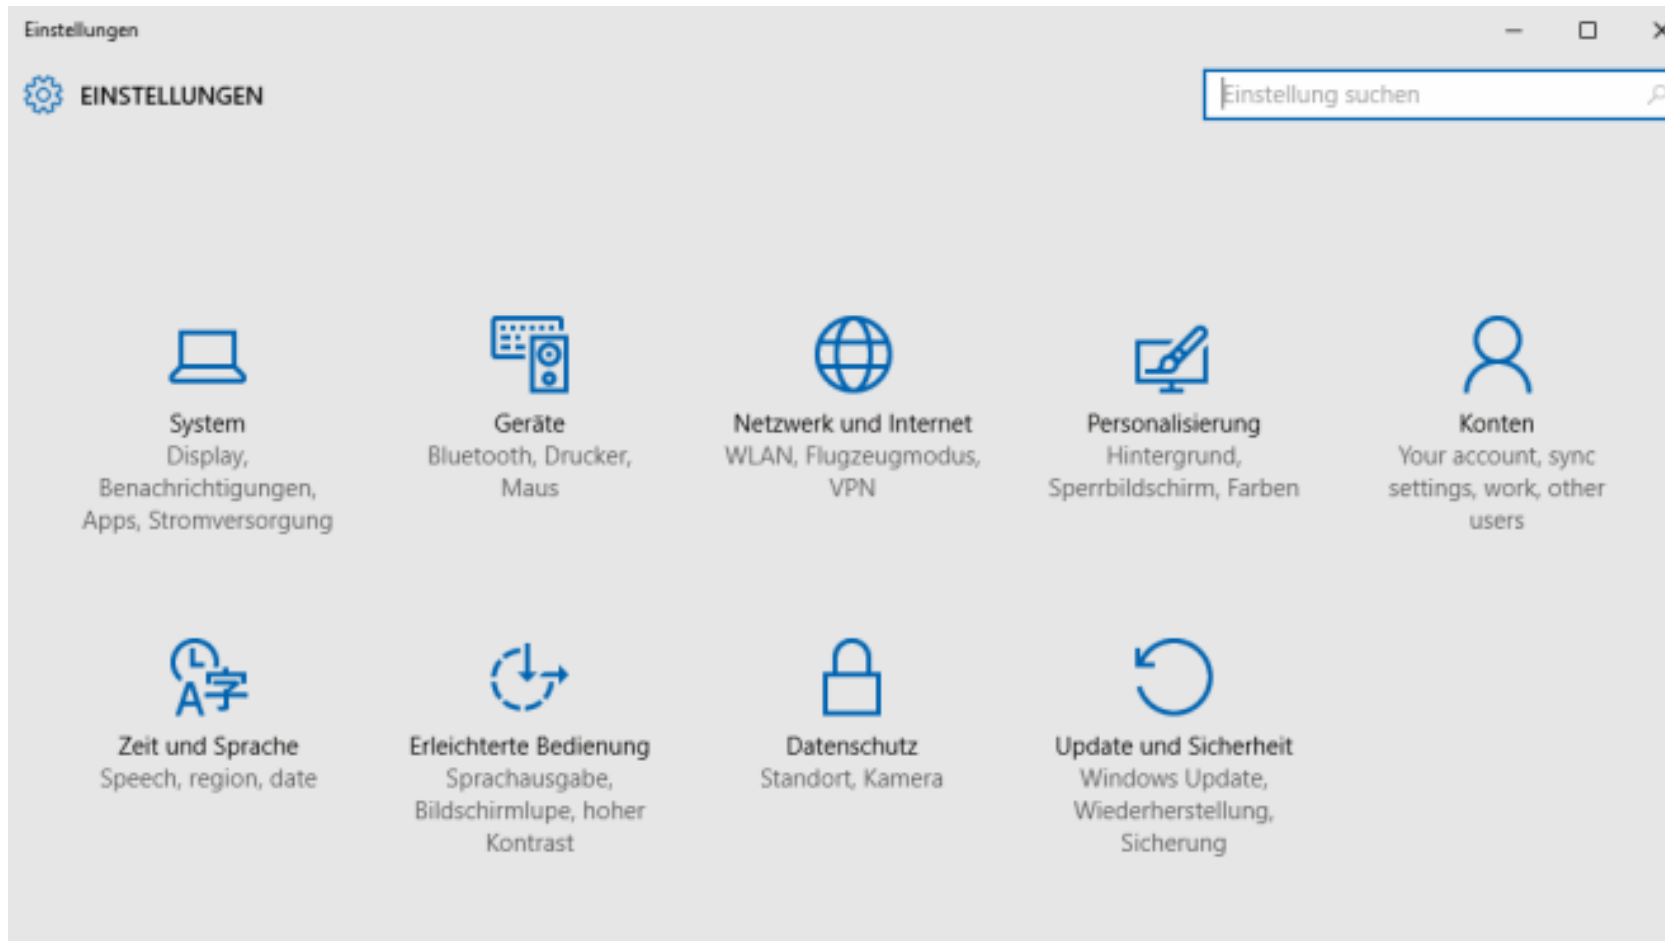 Einstellungen
EINSTELLUNGEN
Einstellung suchen
System
Display,
Benachrichtigungen,
Apps, Stromversorgung
Geräte
Bluetooth, Drucker,
Maus
Netzwerk und Internet
WLAN, Flugzeugmodus,
VPN
Personalisierung
Hintergrund,
Sperrbildschirm, Farben
Konten
Your account, sync
settings, work, other
users
Zeit und Sprache
Speech, region, date
Erleichterte Bedienung
Sprachausgabe,
Bildschirmlupe, hoher
Kontrast
Datenschutz
Standort, Kamera
Update und Sicherheit
Windows Update,
Wiederherstellung,
Sicherung